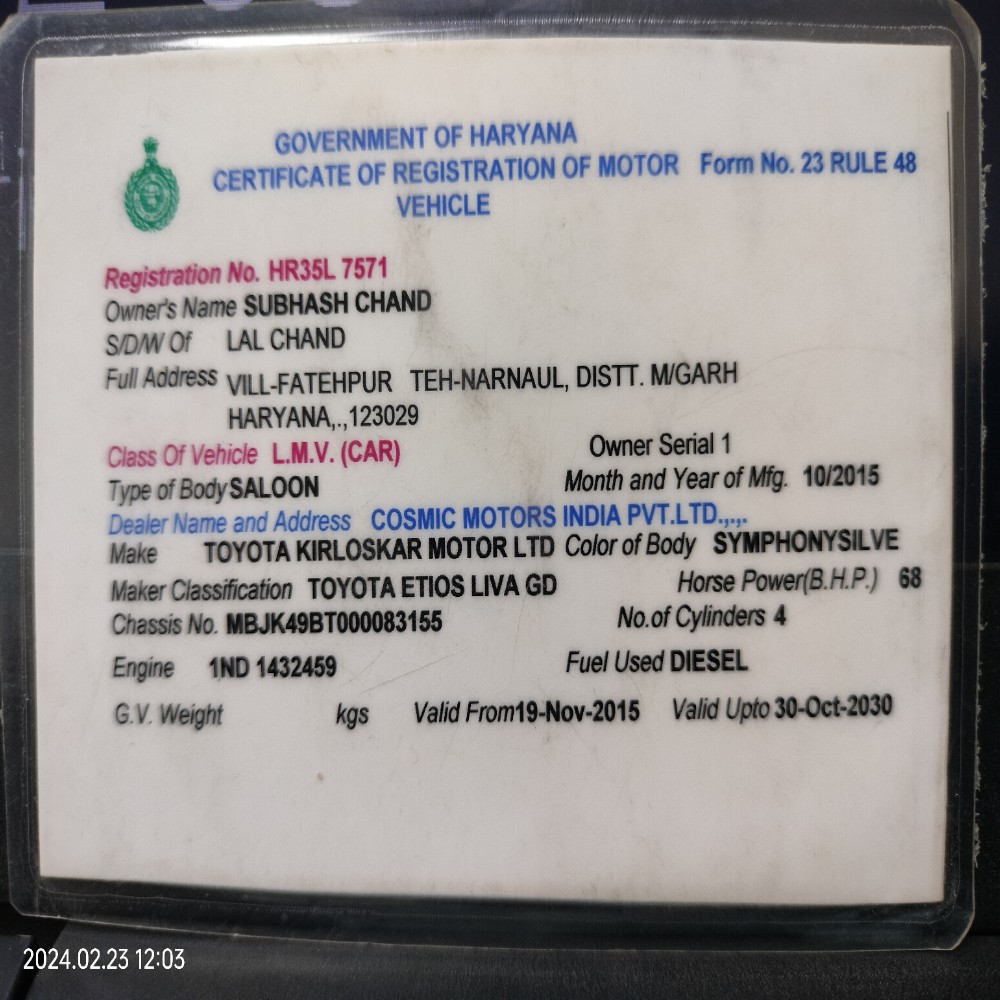 GOVERNMENT OF HARYANA
CERTIFICATE OF REGISTRATION OF MOTOR Form No. 23 RULE 48
VEHICLE
Registration No. HR35L 7571
Owner's Name SUBHASH CHAND
S/D/W Of LAL CHAND
Full Address VILL-FATEHPUR TEH-NARNAUL, DISTT. M/GARH
HARYANA,.,123029
Class Of Vehicle L.M.V. (CAR) Owner Serial 1
Type of Body SALOON Month and Year of Mfg. 10/2015
Dealer Name and Address COSMIC MOTORS INDIA PVT.LTD.,.,.
Make TOYOTA KIRLOSKAR MOTOR LTD Color of Body SYMPHONYSILVE
Maker Classification TOYOTA ETIOS LIVA GD Horse Power(B.H.P.) 68
Chassis No. MBJK49BT000083155 No.of Cylinders 4
Engine 1ND 1432459 Fuel Used DIESEL
G.V. Weight kgs Valid From19-Nov-2015 Valid Upto 30-Oct-2030
2024.02.23 12:03